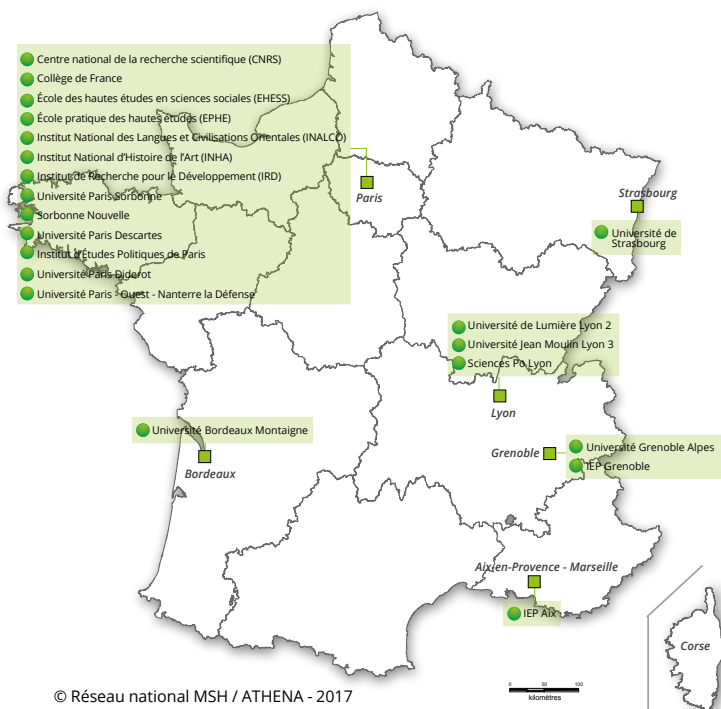 Centre national de la recherche scientifique (CNRS)
Collège de France
École des hautes études en sciences sociales (EHESS)
École pratique des hautes études (EPHE)
Institut National des Langues et Civilisations Orientales (INALCO)
Institut National d'Histoire de l'Art (INHA)
Institut de Recherche pour le Développement (IRD)
Université Paris Sorbonne
Sorbonne Nouvelle
Université Paris Descartes
Institut d'Études Politiques de Paris
Université Paris Diderot
Université Paris - Ouest - Nanterre la Défense
Paris
Strasbourg
Université de
Strasbourg
Université de Lumière Lyon 2
Université Jean Moulin Lyon 3
Sciences Po Lyon
Lyon
Université Bordeaux Montaigne
Bordeaux
Grenoble
Université Grenoble Alpes
IEP Grenoble
Aix-en-Provence - Marseille
IEP Aix
Corse
0 50 100
kilomètres
© Réseau national MSH / ATHENA - 2017